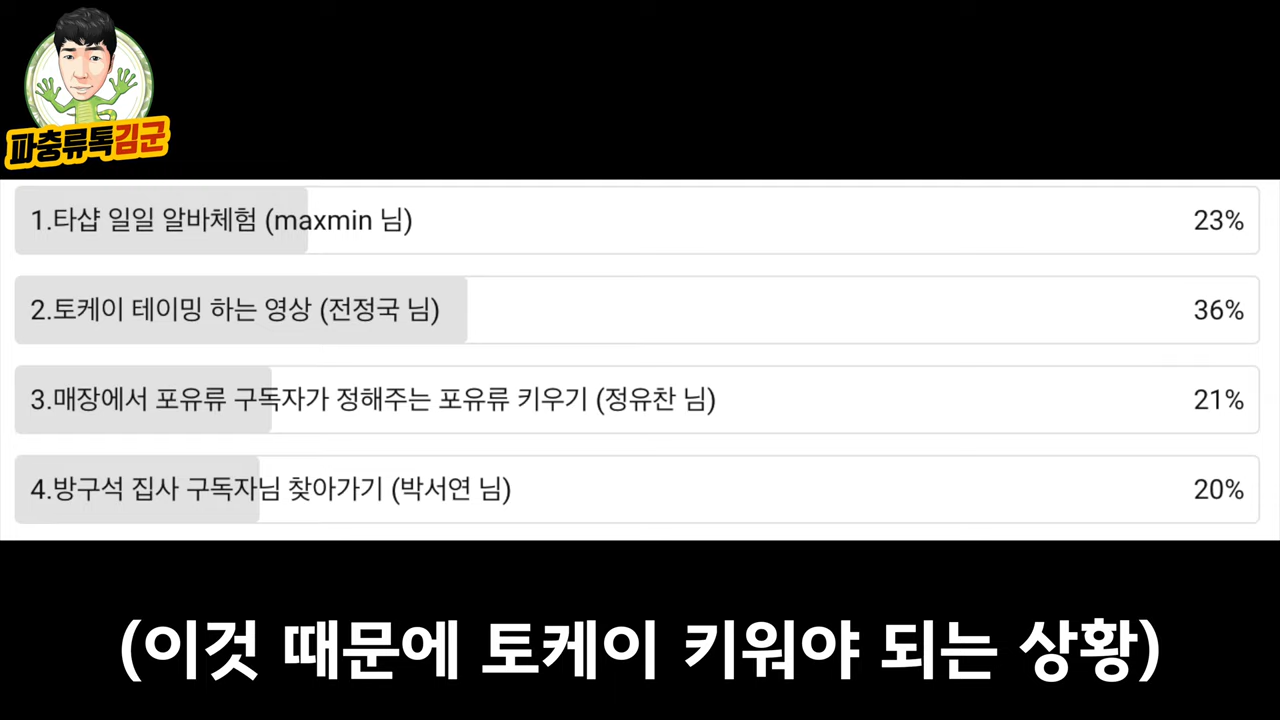 파충류톡김군
1.타샵 일일 알바체험 (maxmin 님)
23%
2.토케이 테이밍 하는 영상 (전정국 님)
36%
3.매장에서 포유류 구독자가 정해주는 포유류 키우기 (정유찬 님)
21%
4.방구석 집사 구독자님 찾아가기 (박서연 님)
20%
(이것 때문에 토케이 키워야 되는 상황)